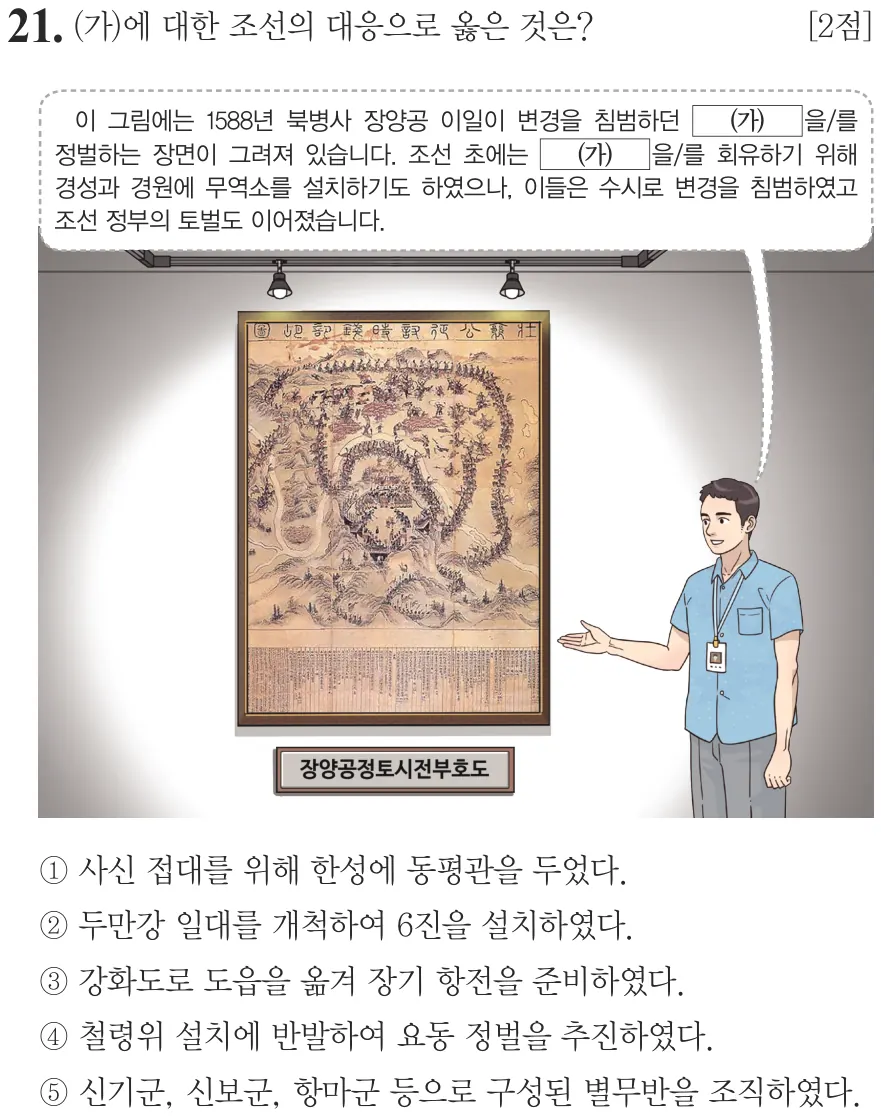 21. (가)에 대한 조선의 대응으로 옳은 것은? [2점]
이 그림에는 1588년 북병사 장양공 이일이 변경을 침범하던 (가) 을/를
정벌하는 장면이 그려져 있습니다. 조선 초에는 (가) 을/를 회유하기 위해
경성과 경원에 무역소를 설치하기도 하였으나, 이들은 수시로 변경을 침범하였고
조선 정부의 토벌도 이어졌습니다.
장양공정토시전부호도
① 사신 접대를 위해 한성에 동평관을 두었다.
② 두만강 일대를 개척하여 6진을 설치하였다.
③ 강화도로 도읍을 옮겨 장기 항전을 준비하였다.
④ 철령위 설치에 반발하여 요동 정벌을 추진하였다.
⑤ 신기군, 신보군, 항마군 등으로 구성된 별무반을 조직하였다.